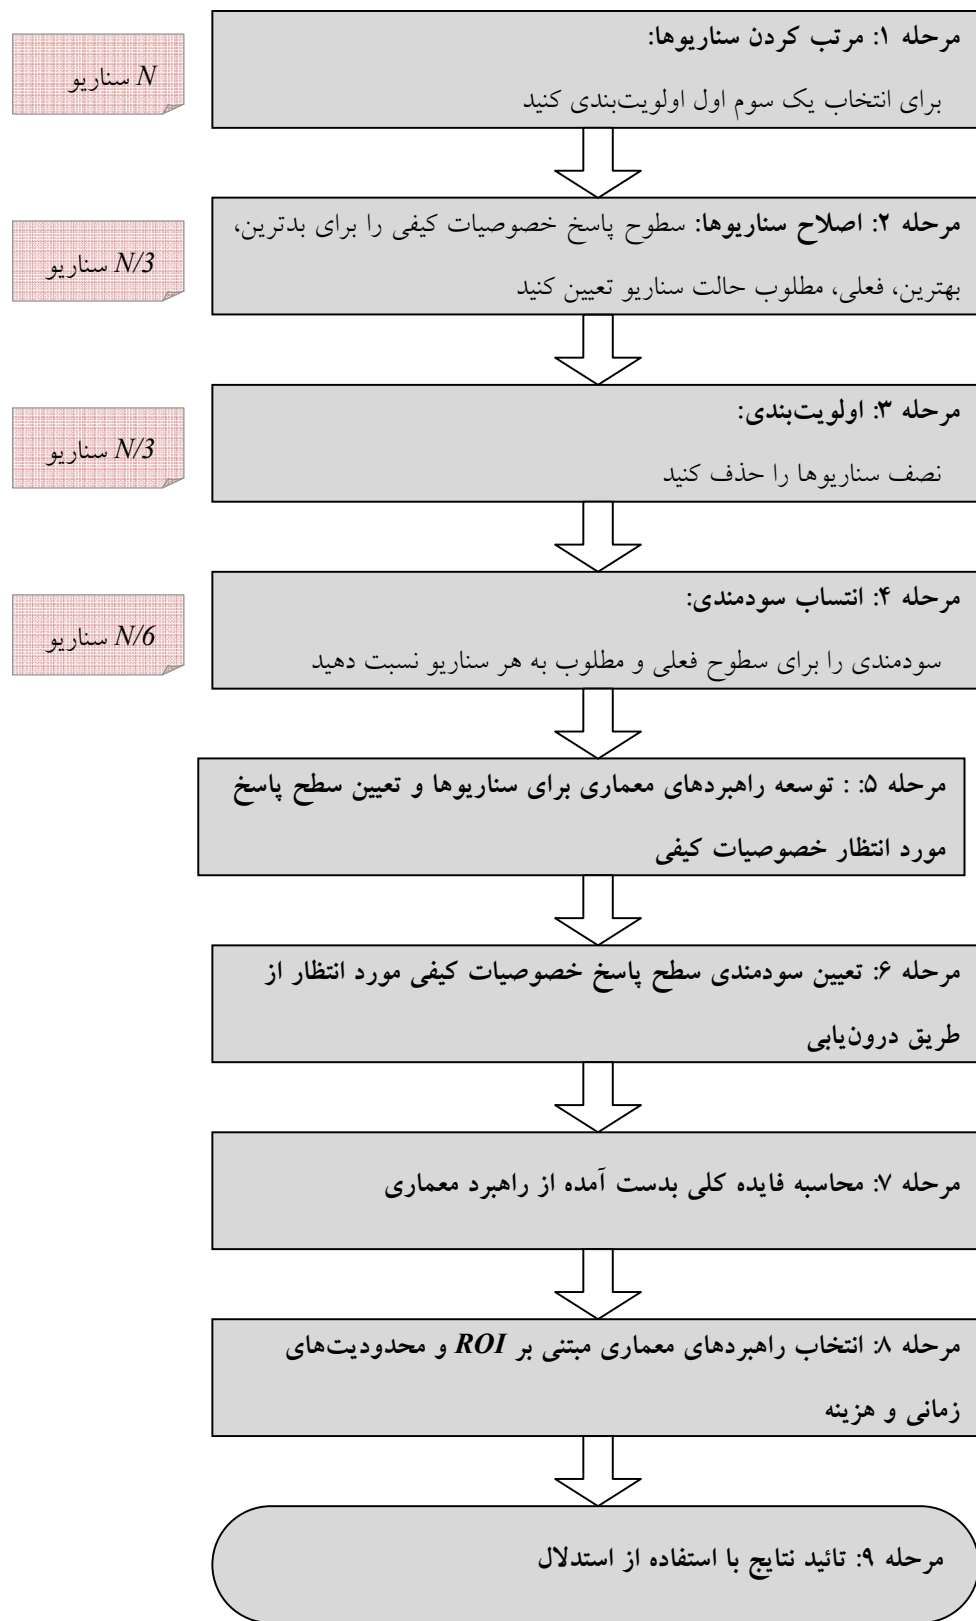 مرحله ۱: مرتب کردن سناریوها:
برای انتخاب یک سوم اول اولویت‌بندی کنید
N سناریو
مرحله ۲: اصلاح سناریوها: سطوح پاسخ خصوصیات کیفی را برای بدترین،
بهترین، فعلی، مطلوب حالت سناریو تعیین کنید
N/3 سناریو
مرحله ۳: اولویت‌بندی:
نصف سناریوها را حذف کنید
N/3 سناریو
مرحله ۴: انتساب سودمندی:
سودمندی را برای سطوح فعلی و مطلوب به هر سناریو نسبت دهید
N/6 سناریو
مرحله ۵: : توسعه راهبردهای معماری برای سناریوها و تعیین سطح پاسخ
مورد انتظار خصوصیات کیفی
مرحله ۶: تعیین سودمندی سطح پاسخ خصوصیات کیفی مورد انتظار از
طریق درون‌یابی
مرحله ۷: محاسبه فایده کلی بدست آمده از راهبرد معماری
مرحله ۸: انتخاب راهبردهای معماری مبتنی بر ROI و محدودیت‌های
زمانی و هزینه
مرحله ۹: تائید نتایج با استفاده از استدلال